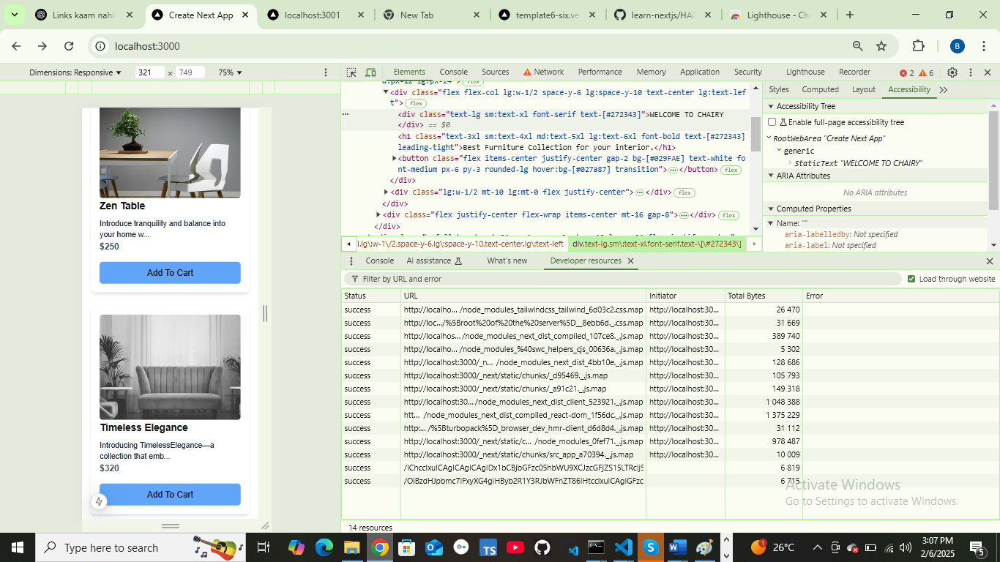 Links kaam nahi
Create Next App
localhost:3001
New Tab
template6-six.ve
learn-nextjs/HAC
Lighthouse - Chr
localhost:3000
B
Dimensions: Responsive
321
×
749
75%
Elements
Console
Sources
Network
Performance
Memory
Application
Security
Lighthouse
Recorder
2
6
flex
<div class="flex flex-col lg:w-1/2 space-y-6 lg:space-y-10 text-center lg:text-lef
t"> flex
<div class="text-lg sm:text-xl font-serif text-[#272343]">WELCOME TO CHAIRY
</div> == $0
<h1 class="text-3xl sm:text-4xl md:text-5xl lg:text-6xl font-bold text-[#272343]
leading-tight">Best Furniture Collection for your interior.</h1>
<button class="flex items-center justify-center gap-2 bg-[#029FAE] text-white fo
nt-medium px-6 py-3 rounded-lg hover:bg-[#027a87] transition"> ⋯ </button> flex
</div>
<div class="lg:w-1/2 mt-10 lg:mt-0 flex justify-center"> ⋯ </div> flex
</div>
<div class="flex justify-center flex-wrap items-center mt-16 gap-8"> ⋯ </div> flex
</div>
l.lg\:w-1\/2.space-y-6.lg\:space-y-10.text-center.lg\:text-left
div.text-lg.sm\:text-xl.font-serif.text-\[\#272343\]
Styles
Computed
Layout
Accessibility
Accessibility Tree
Enable full-page accessibility tree
RootWebArea "Create Next App"
generic
StaticText "WELCOME TO CHAIRY"
ARIA Attributes
No ARIA attributes
Computed Properties
Name: ""
aria-labelledby: Not specified
aria-label: Not specified
Zen Table
Introduce tranquility and balance into
your home w...
$250
Add To Cart
Timeless Elegance
Introducing TimelessElegance—a
collection that emb...
$320
Add To Cart
Console
AI assistance
What's new
Developer resources
Filter by URL and error
Load through website
Status URL Initiator Total Bytes Error
success http://localho... /node_modules_tailwindcss_tailwind_6d03c2.css.map http://localhost:30... 26 470
success http://loc.../%5Broot%20of%20the%20server%5D__8ebb6d._.css.map http://localhost:30... 31 669
success http://localhos... /node_modules_next_dist_compiled_107ce8._.js.map http://localhost:30... 389 740
success http://localho... /node_modules_%40swc_helpers_cjs_00636a._.js.map http://localhost:30... 5 302
success http://localhost:3000/_n... /node_modules_next_dist_4bb10e._.js.map http://localhost:30... 128 686
success http://localhost:3000/_next/static/chunks/_d95469._.js.map http://localhost:30... 105 793
success http://localhost:3000/_next/static/chunks/_a91c21._.js.map http://localhost:30... 149 318
success http://localhost:30.../node_modules_next_dist_client_523921._.js.map http://localhost:30... 1 048 388
success htt... /node_modules_next_dist_compiled_react-dom_1f56dc._.js.map http://localhost:30... 1 375 229
success http:... /%5Bturbopack%5D_browser_dev_hmr-client_d6d8d4._.js.map http://localhost:30... 31 112
success http://localhost:3000/_next/static/c... /node_modules_0fef71._.js.map http://localhost:30... 978 487
success http://localhost:3000/_next/static/chunks/src_app_a70394._.js.map http://localhost:30... 10 009
success 6 819
success 6 715
14 resources
Activate Windows
Go to Settings to activate Windows.
Type here to search
TS
S
W
1
26°C
3:07 PM
2/6/2025
5